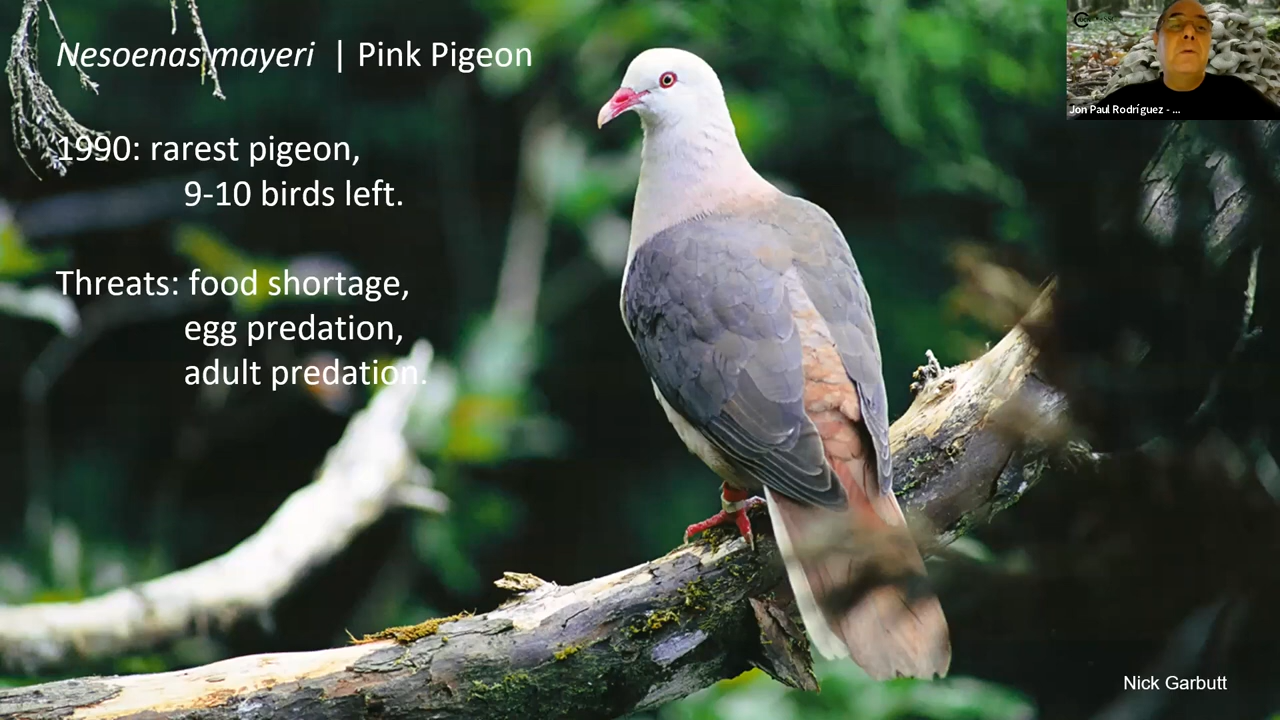 Nesoenas mayeri | Pink Pigeon
1990: rarest pigeon,
9-10 birds left.
Threats: food shortage,
egg predation,
adult predation.
Jon Paul Rodríguez - ...
Nick Garbutt